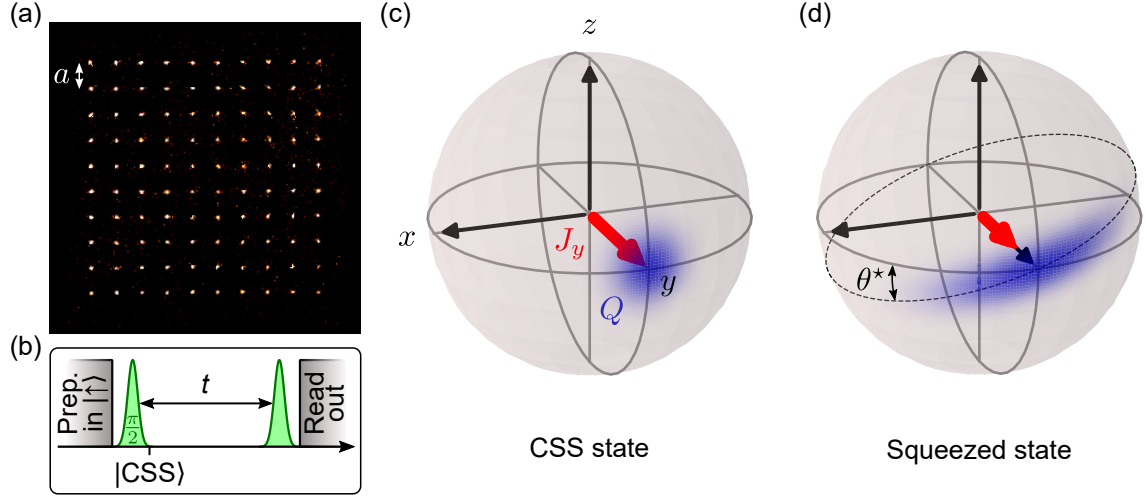 (a)
a
(b)
Prep.
in |↑⟩
π/2
t
Read
out
|CSS⟩
(c)
z
x
J_y
y
Q
CSS state
(d)
θ*
Squeezed state